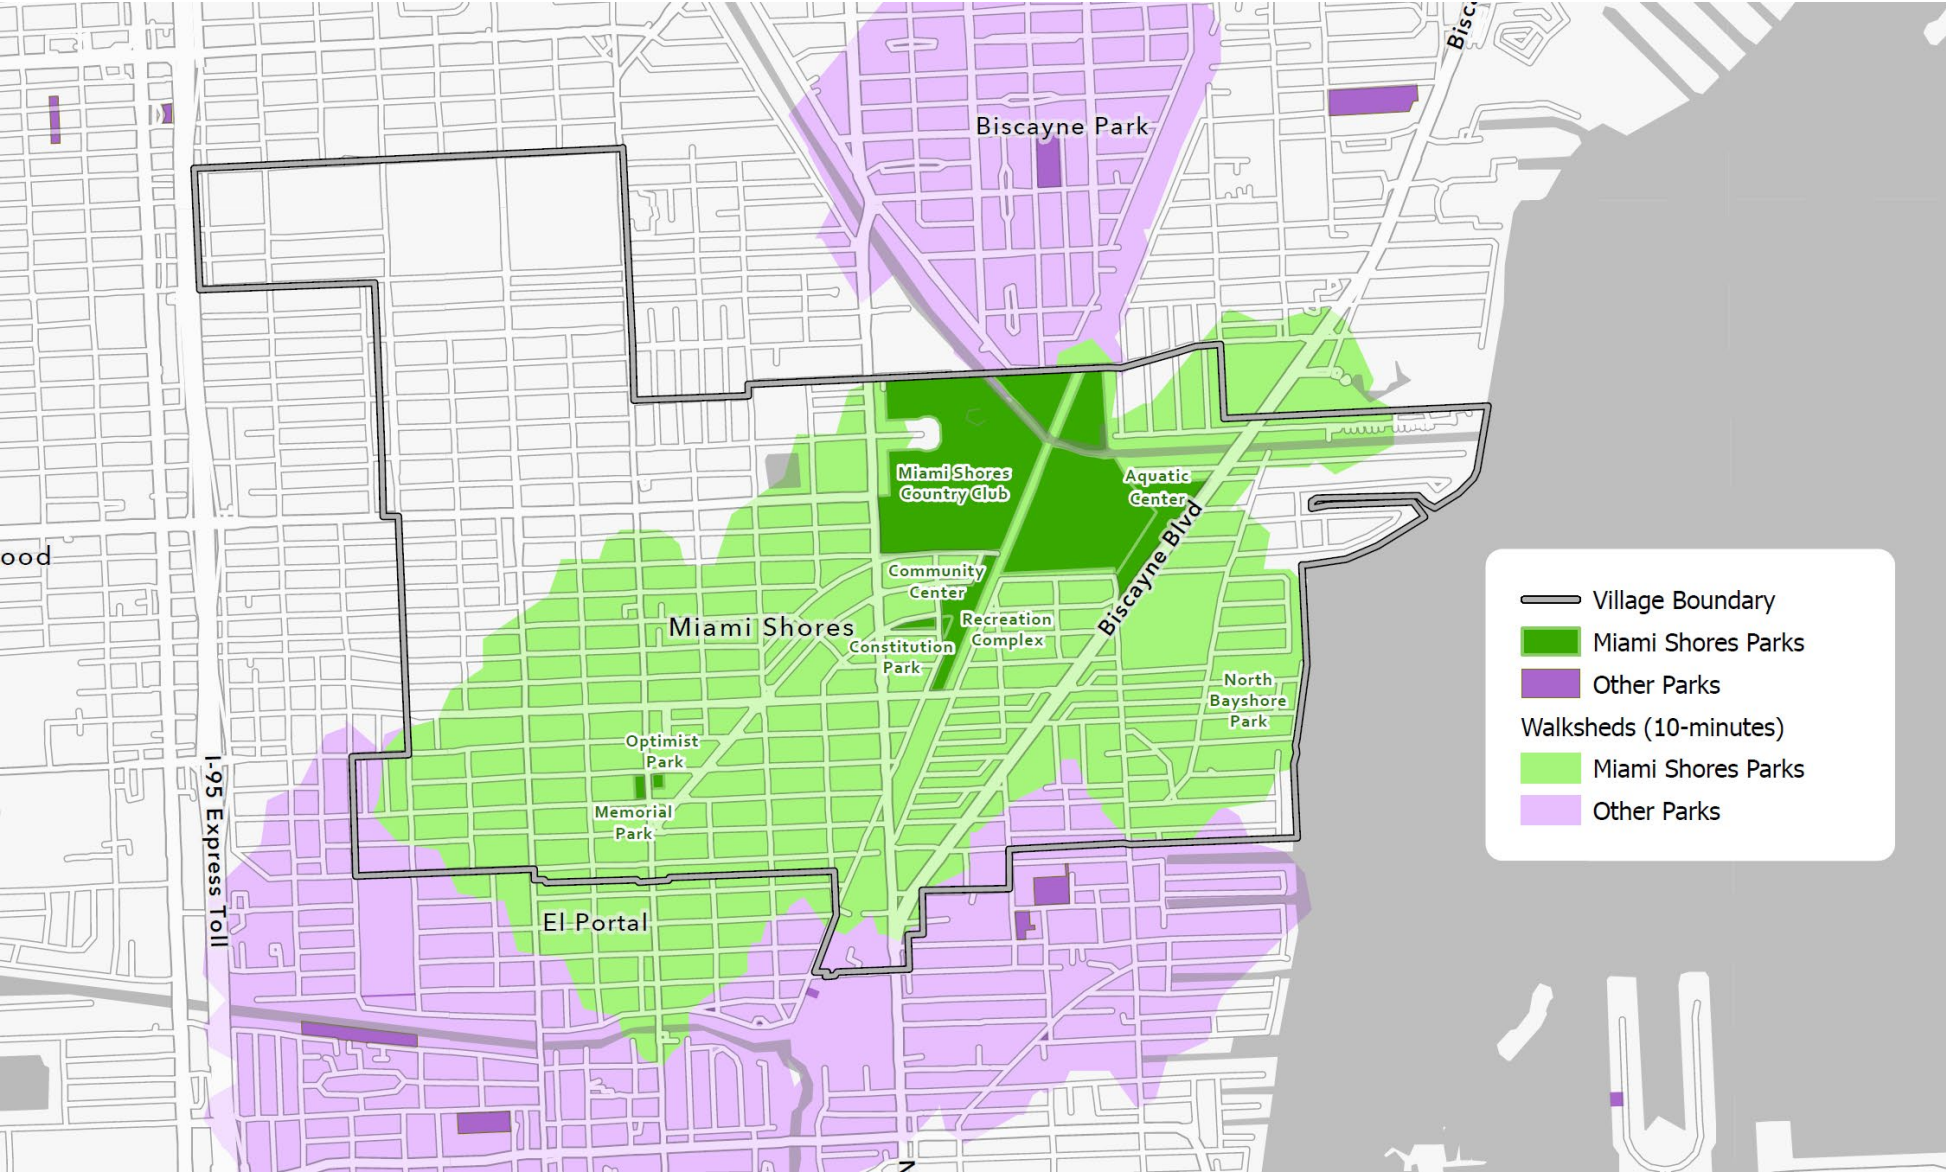 Bisc
Biscayne Park
Miami Shores
Country Club
Aquatic
Center
Biscayne Blvd
ood
Community
Center
Recreation
Complex
Miami Shores
Constitution
Park
North
Bayshore
Park
Optimist
Park
Memorial
Park
I-95 Express Toll
El Portal
N
Village Boundary
Miami Shores Parks
Other Parks
Walksheds (10-minutes)
Miami Shores Parks
Other Parks